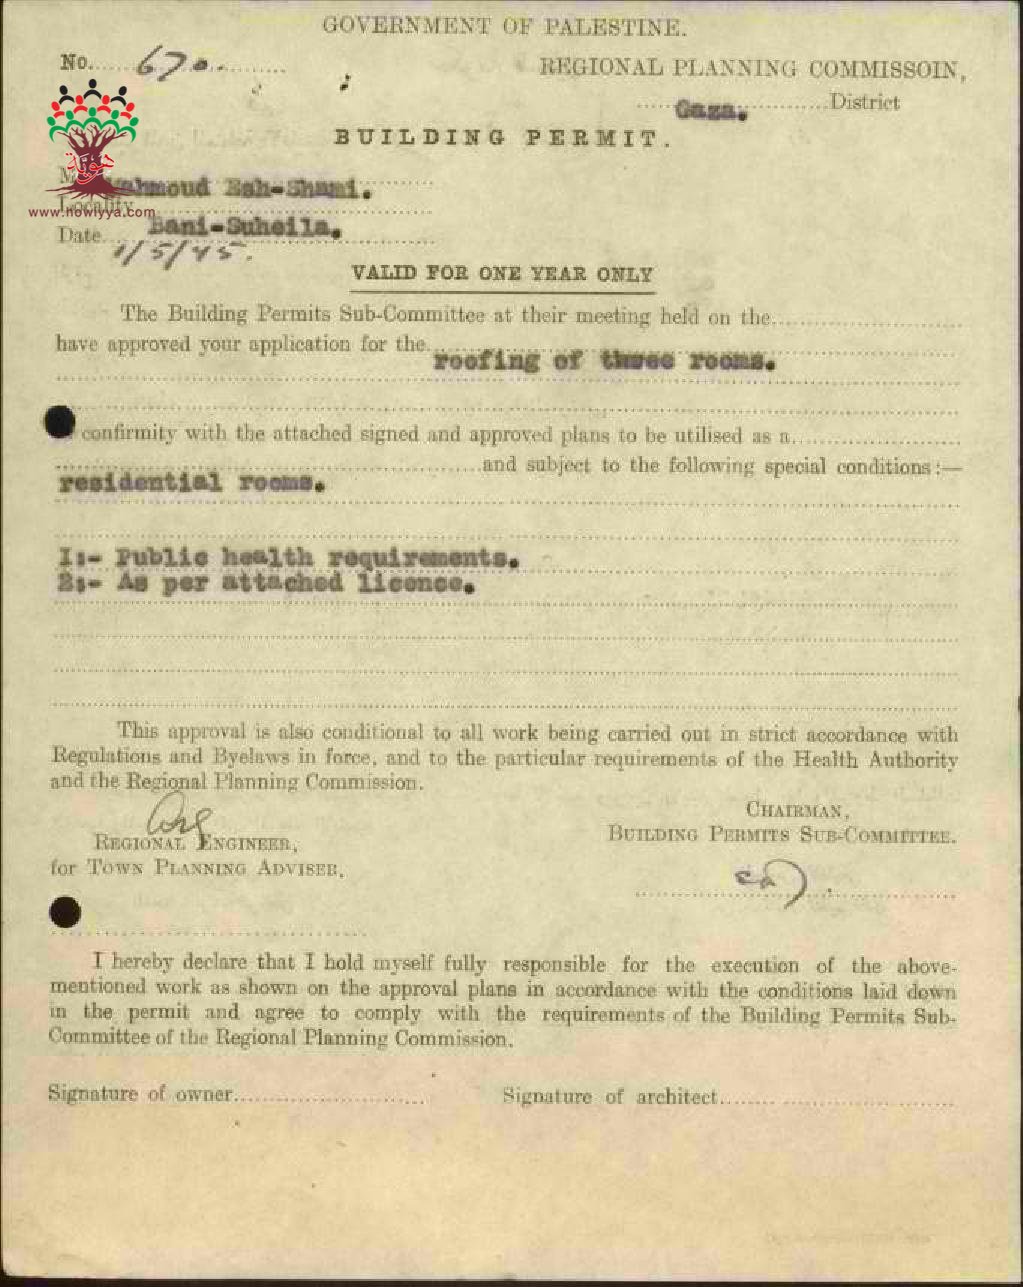 GOVERNMENT OF PALESTINE.
No. 670.
REGIONAL PLANNING COMMISSOIN,
Gaza. District
BUILDING PERMIT.
Mahmoud Esh-Shami.
Locality
www.howiyya.com
Bani-Suheila.
Date 1/5/45.
VALID FOR ONE YEAR ONLY
The Building Permits Sub-Committee at their meeting held on the
have approved your application for the
roofing of three rooms.
confirmity with the attached signed and approved plans to be utilised as a
and subject to the following special conditions:—
residential rooms.
1:- Public health requirements.
2:- As per attached licence.
This approval is also conditional to all work being carried out in strict accordance with
Regulations and Byelaws in force, and to the particular requirements of the Health Authority
and the Regional Planning Commission.
CHAIRMAN,
BUILDING PERMITS SUB-COMMITTEE.
REGIONAL ENGINEER,
for TOWN PLANNING ADVISER.
I hereby declare that I hold myself fully responsible for the execution of the above-
mentioned work as shown on the approval plans in accordance with the conditions laid down
in the permit and agree to comply with the requirements of the Building Permits Sub-
Committee of the Regional Planning Commission.
Signature of owner
Signature of architect